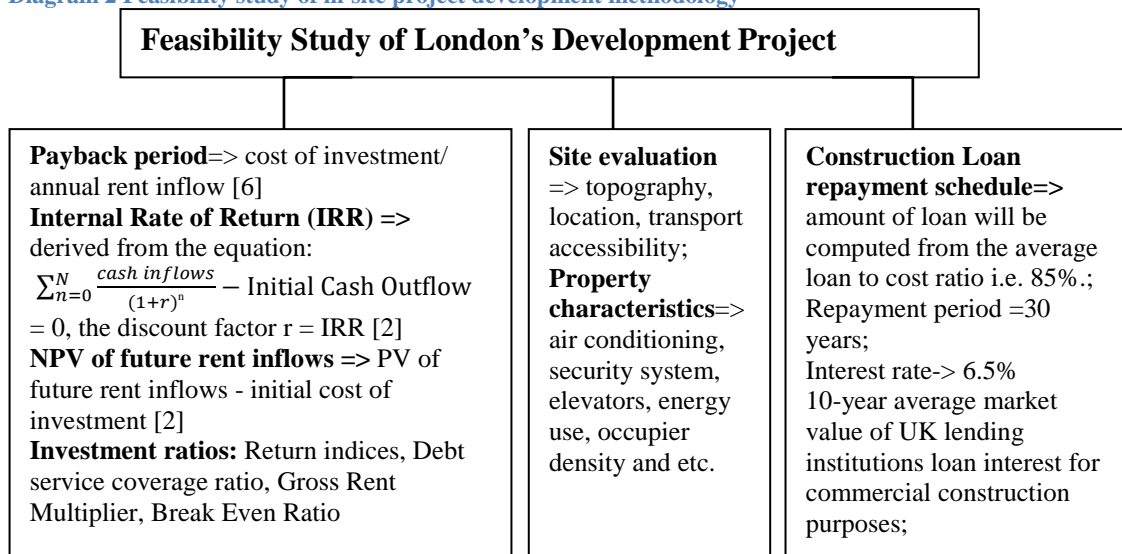 Diagram 2 Feasibility study of in-site project development methodology
Feasibility Study of London's Development Project
Payback period=> cost of investment/
annual rent inflow [6]
Internal Rate of Return (IRR) =>
derived from the equation:
∑ₙ₌₀ᴺ cash inflows/(1+r)ⁿ − Initial Cash Outflow
= 0, the discount factor r = IRR [2]
NPV of future rent inflows => PV of
future rent inflows - initial cost of
investment [2]
Investment ratios: Return indices, Debt
service coverage ratio, Gross Rent
Multiplier, Break Even Ratio
Site evaluation
=> topography,
location, transport
accessibility;
Property
characteristics=>
air conditioning,
security system,
elevators, energy
use, occupier
density and etc.
Construction Loan
repayment schedule=>
amount of loan will be
computed from the average
loan to cost ratio i.e. 85%.;
Repayment period =30
years;
Interest rate-> 6.5%
10-year average market
value of UK lending
institutions loan interest for
commercial construction
purposes;